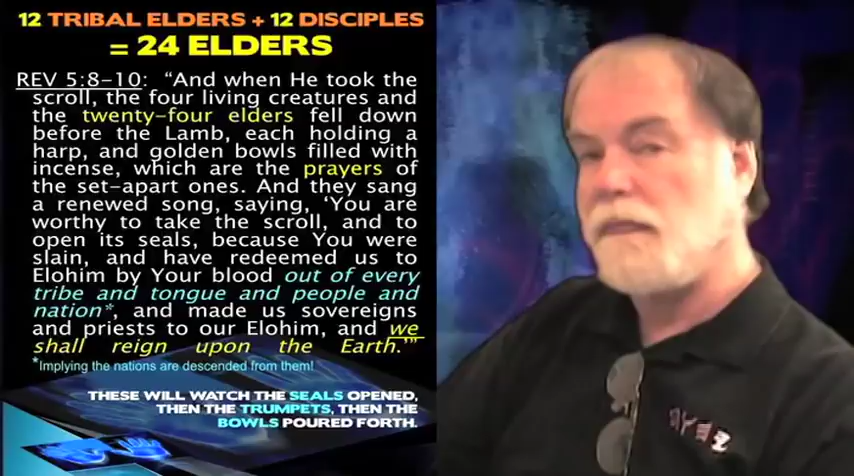 12 TRIBAL ELDERS + 12 DISCIPLES
= 24 ELDERS
REV 5:8-10: “And when He took the
scroll, the four living creatures and
the twenty-four elders fell down
before the Lamb, each holding a
harp, and golden bowls filled with
incense, which are the prayers of
the set-apart ones. And they sang
a renewed song, saying, ‘You are
worthy to take the scroll, and to
open its seals, because You were
slain, and have redeemed us to
Elohim by Your blood out of every
tribe and tongue and people and
nation*, and made us sovereigns
and priests to our Elohim, and we
shall reign upon the Earth.’”
*Implying the nations are descended from them!
THESE WILL WATCH THE SEALS OPENED,
THEN THE TRUMPETS, THEN THE
BOWLS POURED FORTH.